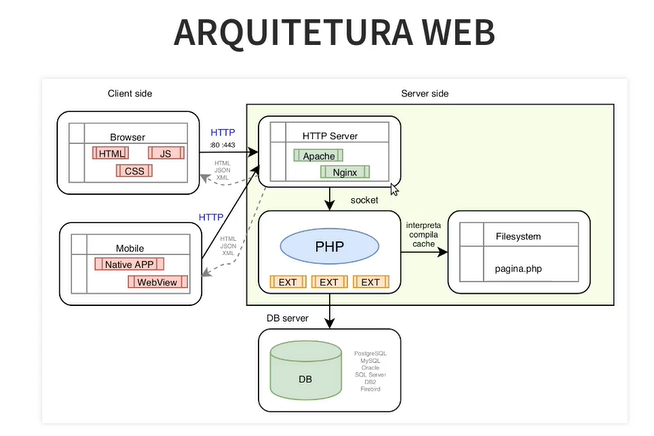 ARQUITETURA WEB
Client side
Server side
Browser
HTML
JS
CSS
HTTP
:80 :443
HTML
JSON
XML
HTTP Server
Apache
Nginx
socket
Mobile
Native APP
WebView
HTTP
HTML
JSON
XML
PHP
EXT
EXT
EXT
interpreta
compila
cache
Filesystem
pagina.php
DB server
DB
PostgreSQL
MySQL
Oracle
SQL Server
DB2
Firebird